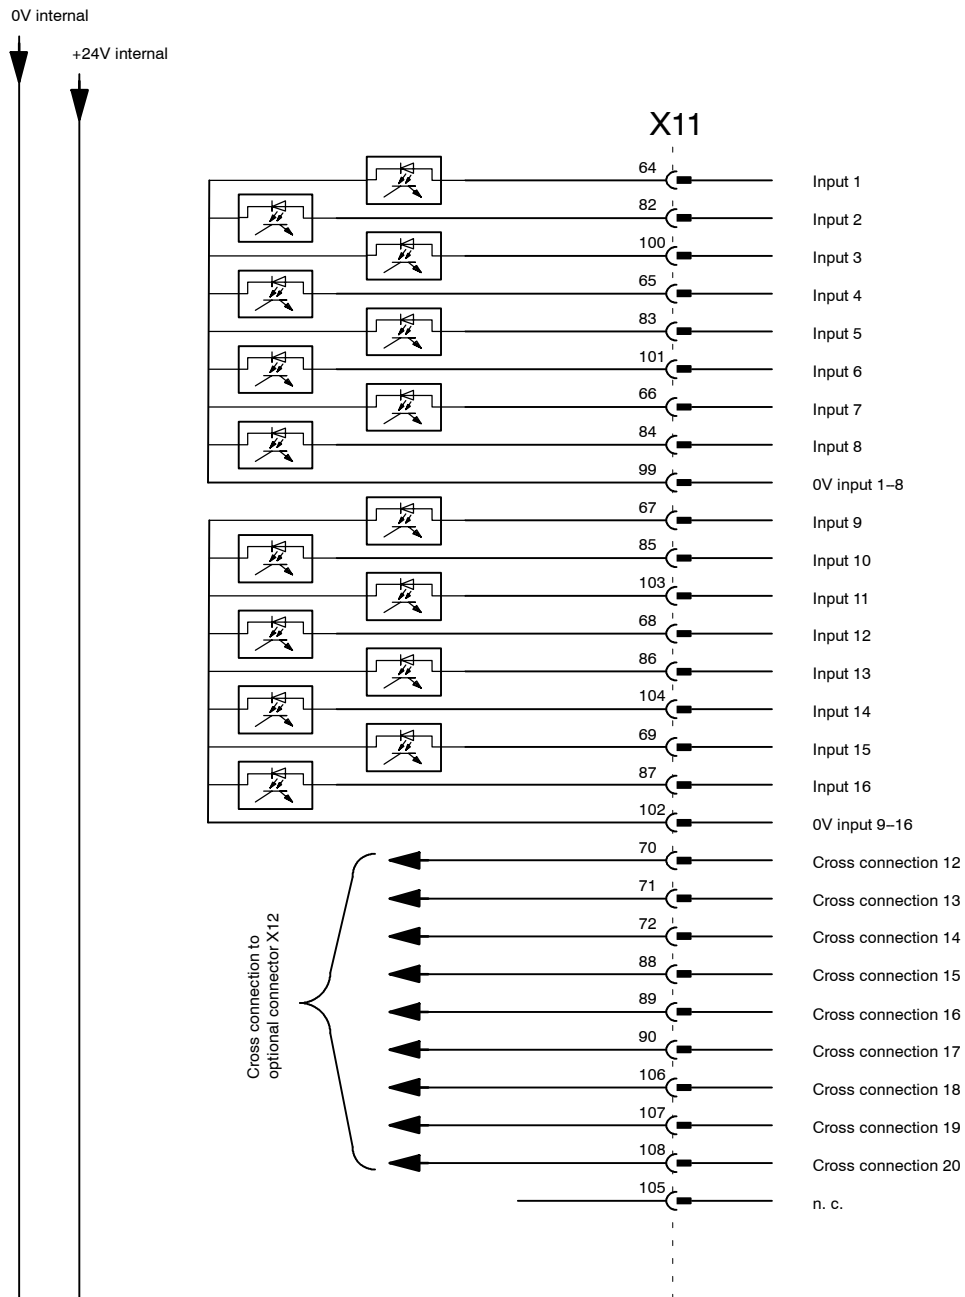 0V internal
+24V internal
X11
64 Input 1
82 Input 2
100 Input 3
65 Input 4
83 Input 5
101 Input 6
66 Input 7
84 Input 8
99 0V input 1–8
67 Input 9
85 Input 10
103 Input 11
68 Input 12
86 Input 13
104 Input 14
69 Input 15
87 Input 16
102 0V input 9–16
70 Cross connection 12
71 Cross connection 13
72 Cross connection 14
88 Cross connection 15
89 Cross connection 16
90 Cross connection 17
106 Cross connection 18
107 Cross connection 19
108 Cross connection 20
105 n. c.
Cross connection to
optional connector X12